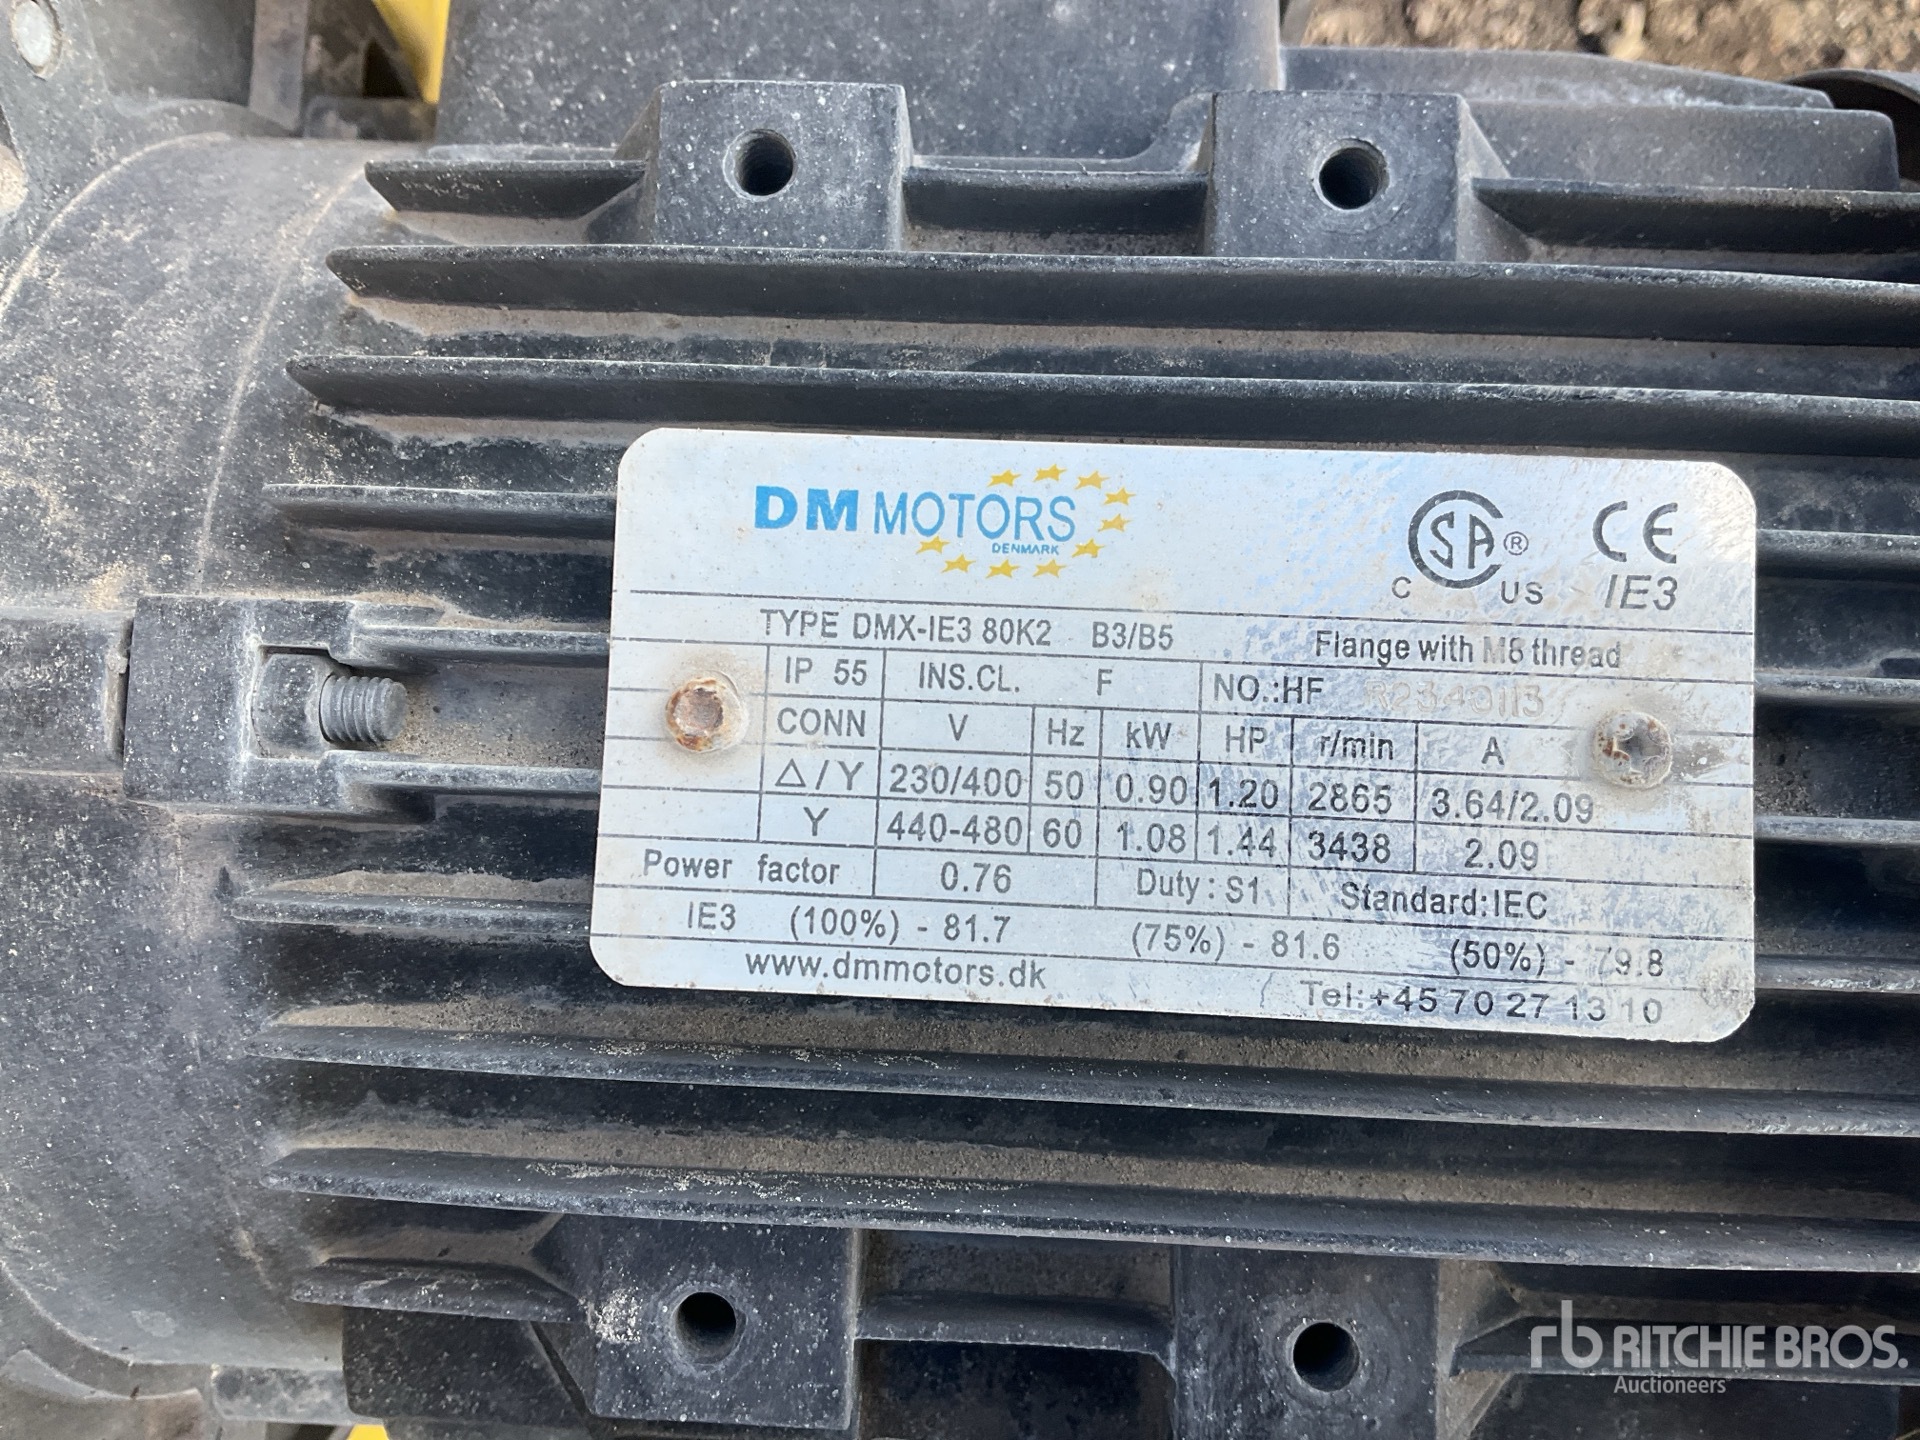 DM MOTORS
DENMARK
CSA® C US
CE
IE3
TYPE DMX-IE3 80K2 B3/B5 Flange with M8 thread
IP 55 INS.CL. F NO.:HF R2340113
CONN V Hz kW HP r/min A
△/Y 230/400 50 0.90 1.20 2865 3.64/2.09
Y 440-480 60 1.08 1.44 3438 2.09
Power factor 0.76 Duty: S1 Standard:IEC
IE3 (100%) - 81.7 (75%) - 81.6 (50%) - 79.8
www.dmmotors.dk Tel:+45 70 27 13 10
rb RITCHIE BROS.
Auctioneers